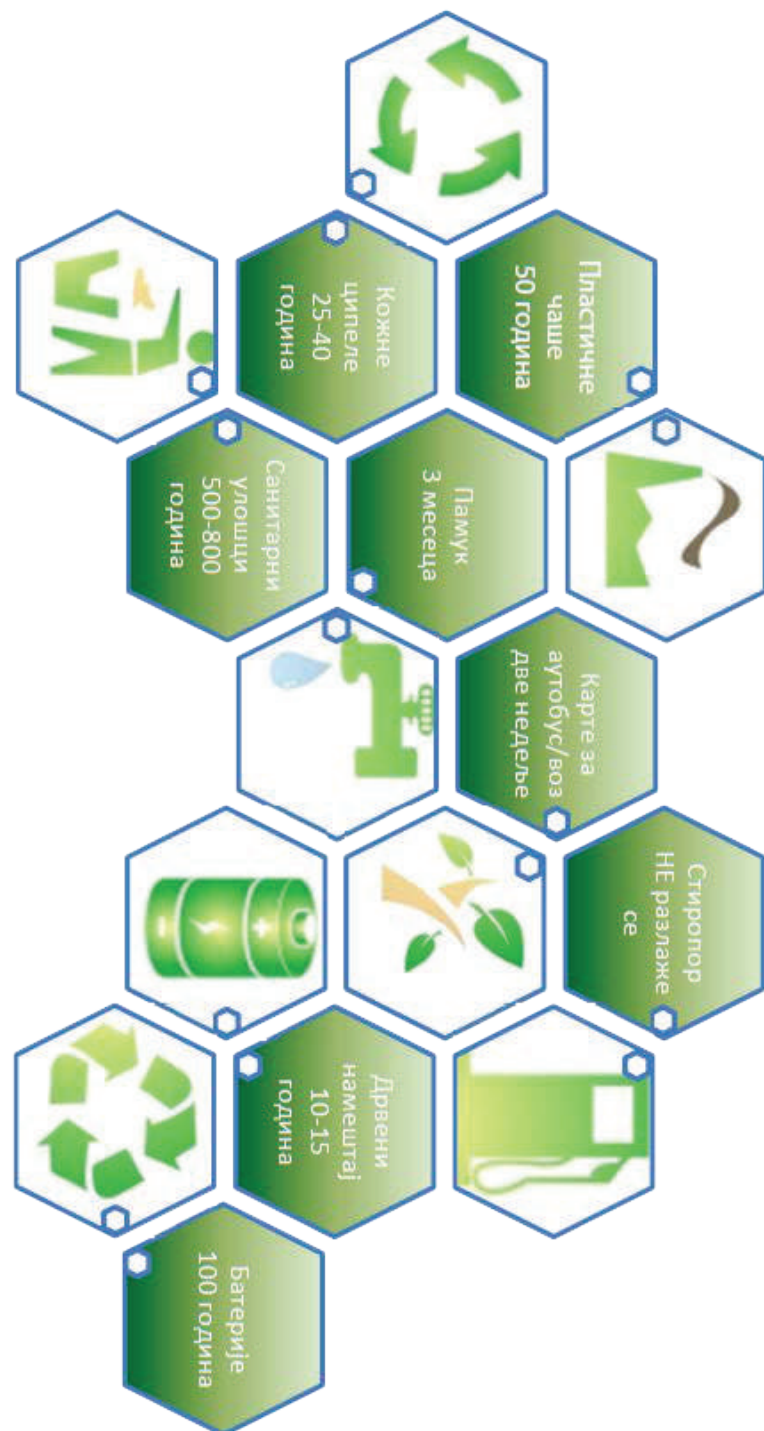 Стиропор
НЕ разлаже
се
Пластичне
чаше
50 година
Карте за
аутобус/воз
две недеље
Памук
3 месеца
Кожне
ципеле
25-40
година
Дрвени
намештај
10-15
година
Санитарни
улошци
500-800
година
Батерије
100 година